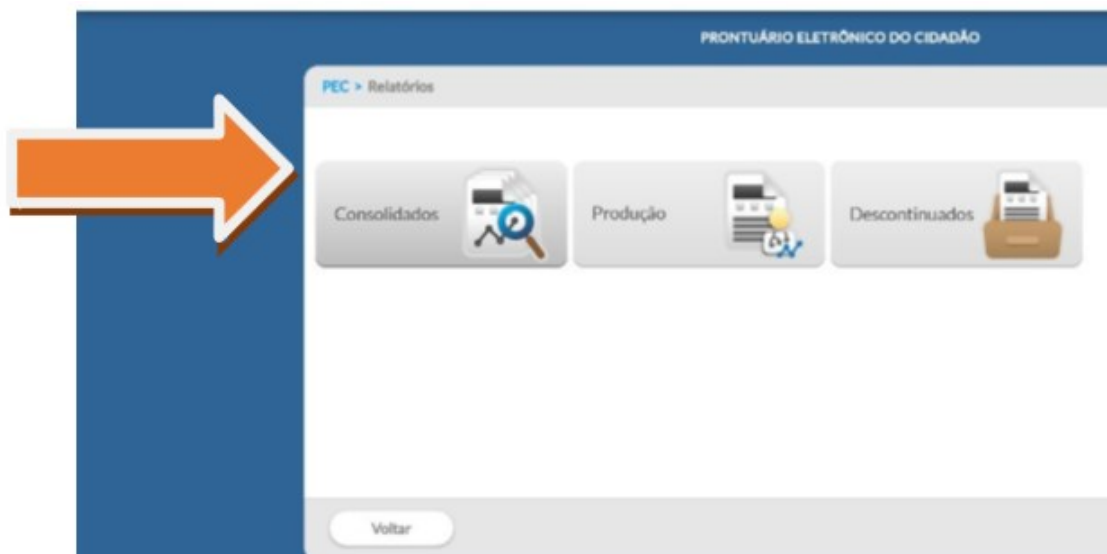 PRONTUÁRIO ELETRÔNICO DO CIDADÃO
PEC > Relatórios
Consolidados
Produção
Descontinuados
Voltar